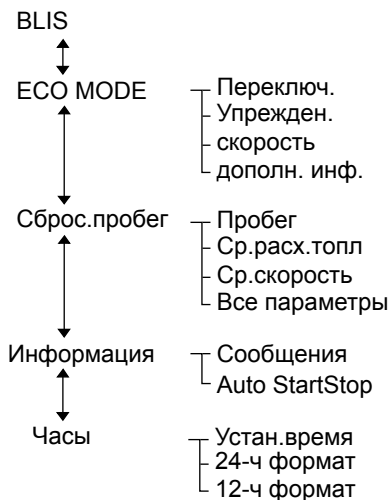 BLIS
ECO MODE
Переключ.
Упрежден.
скорость
дополн. инф.
Сброс.пробег
Пробег
Ср.расх.топл
Ср.скорость
Все параметры
Информация
Сообщения
Auto StartStop
Часы
Устан.время
24-ч формат
12-ч формат